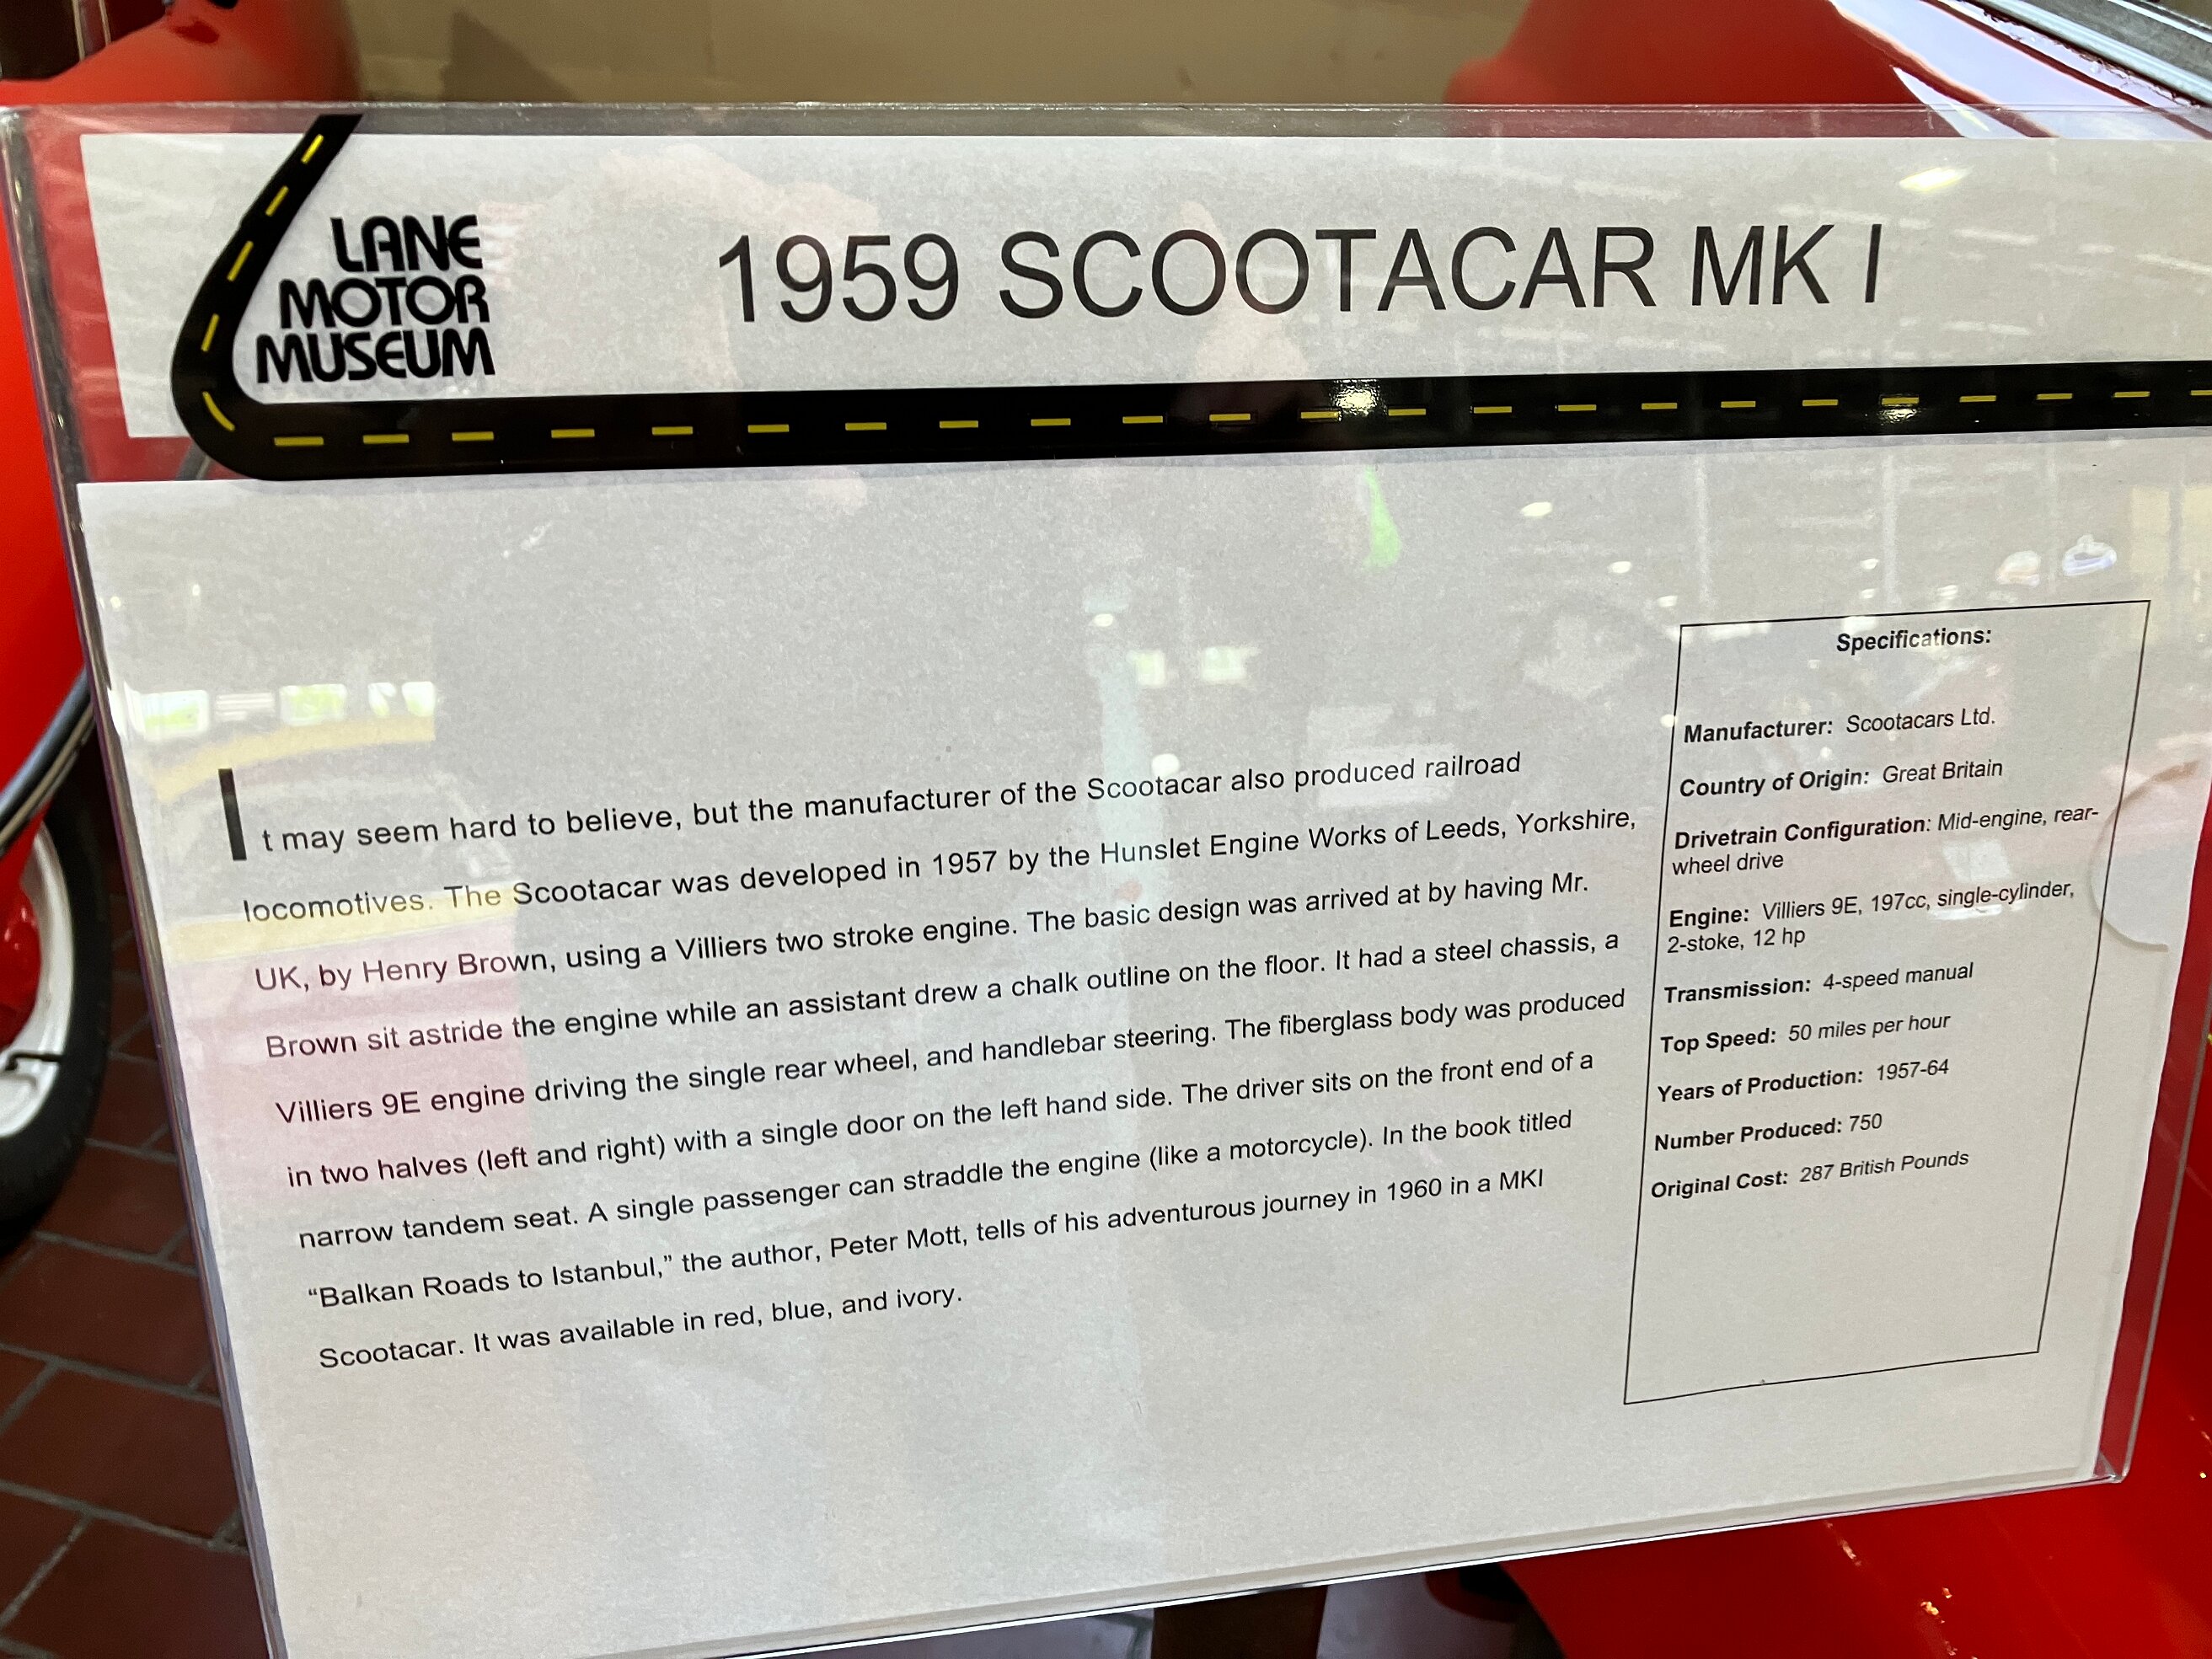 LANE
MOTOR
MUSEUM
1959 SCOOTACAR MK I
It may seem hard to believe, but the manufacturer of the Scootacar also produced railroad
locomotives. The Scootacar was developed in 1957 by the Hunslet Engine Works of Leeds, Yorkshire,
UK, by Henry Brown, using a Villiers two stroke engine. The basic design was arrived at by having Mr.
Brown sit astride the engine while an assistant drew a chalk outline on the floor. It had a steel chassis, a
Villiers 9E engine driving the single rear wheel, and handlebar steering. The fiberglass body was produced
in two halves (left and right) with a single door on the left hand side. The driver sits on the front end of a
narrow tandem seat. A single passenger can straddle the engine (like a motorcycle). In the book titled
“Balkan Roads to Istanbul,” the author, Peter Mott, tells of his adventurous journey in 1960 in a MKI
Scootacar. It was available in red, blue, and ivory.
Specifications:
Manufacturer: Scootacars Ltd.
Country of Origin: Great Britain
Drivetrain Configuration: Mid-engine, rear-
wheel drive
Engine: Villiers 9E, 197cc, single-cylinder,
2-stoke, 12 hp
Transmission: 4-speed manual
Top Speed: 50 miles per hour
Years of Production: 1957-64
Number Produced: 750
Original Cost: 287 British Pounds